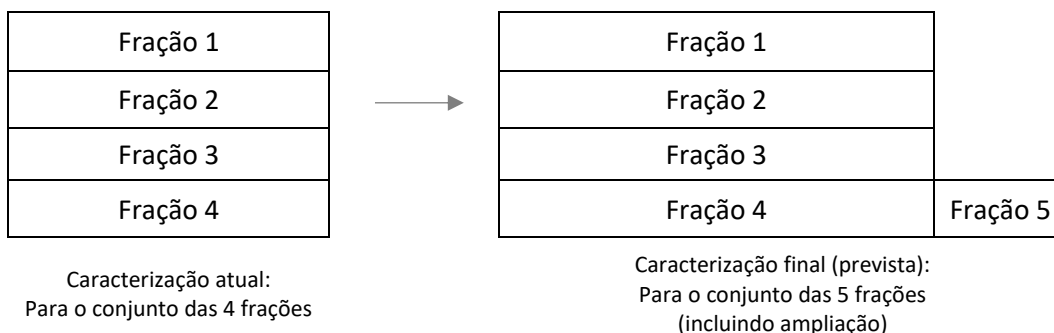 Fração 1
Fração 2
Fração 3
Fração 4
Caracterização atual:
Para o conjunto das 4 frações
Fração 1
Fração 2
Fração 3
Fração 4
Fração 5
Caracterização final (prevista):
Para o conjunto das 5 frações
(incluindo ampliação)